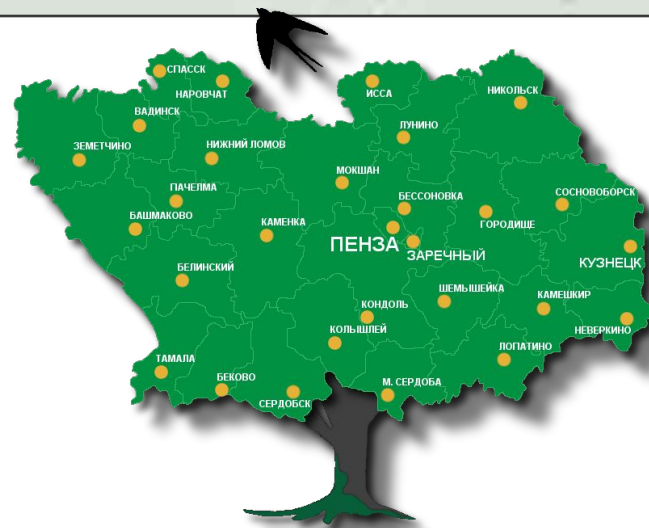 СПАССК
НАРОВЧАТ
ИССА
НИКОЛЬСК
ВАДИНСК
ЛУНИНО
ЗЕМЕТЧИНО
НИЖНИЙ ЛОМОВ
МОКШАН
ПАЧЕЛМА
БЕССОНОВКА
СОСНОВОБОРСК
БАШМАКОВО
КАМЕНКА
ГОРОДИЩЕ
ПЕНЗА
ЗАРЕЧНЫЙ
КУЗНЕЦК
БЕЛИНСКИЙ
ШЕМЫШЕЙКА
КАМЕШКИР
КОНДОЛЬ
НЕВЕРКИНО
КОЛЫШЛЕЙ
ЛОПАТИНО
ТАМАЛА
БЕКОВО
М. СЕРДОБА
СЕРДОБСК